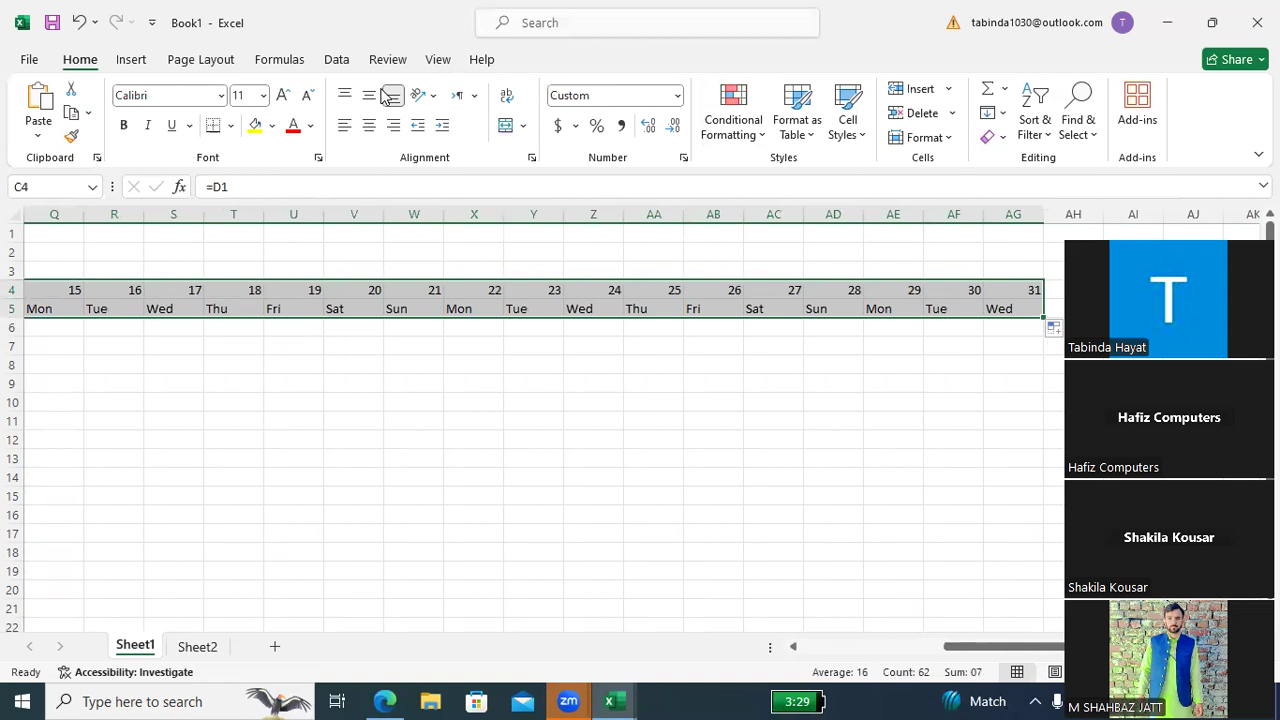 Book1 - Excel
Search
tabinda1030@outlook.com
T
File Home Insert Page Layout Formulas Data Review View Help
Share
Paste
Calibri 11
B I U
Custom
$ % ,
Conditional Formatting
Format as Table
Cell Styles
Insert
Delete
Format
Sort & Filter
Find & Select
Add-ins
Clipboard Font Alignment Number Styles Cells Editing Add-ins
C4 fx =D1
Q R S T U V W X Y Z AA AB AC AD AE AF AG AH AI AJ AK
1
2
3
4 15 16 17 18 19 20 21 22 23 24 25 26 27 28 29 30 31
5 Mon Tue Wed Thu Fri Sat Sun Mon Tue Wed Thu Fri Sat Sun Mon Tue Wed
6
7
8
9
10
11
12
13
14
15
16
17
18
19
20
21
22
T
Tabinda Hayat
Hafiz Computers
Hafiz Computers
Shakila Kousar
Shakila Kousar
M SHAHBAZ JATT
Sheet1 Sheet2
Ready Accessibility: Investigate Average: 16 Count: 62 Sum: 07
Type here to search
zm
3:29
Match